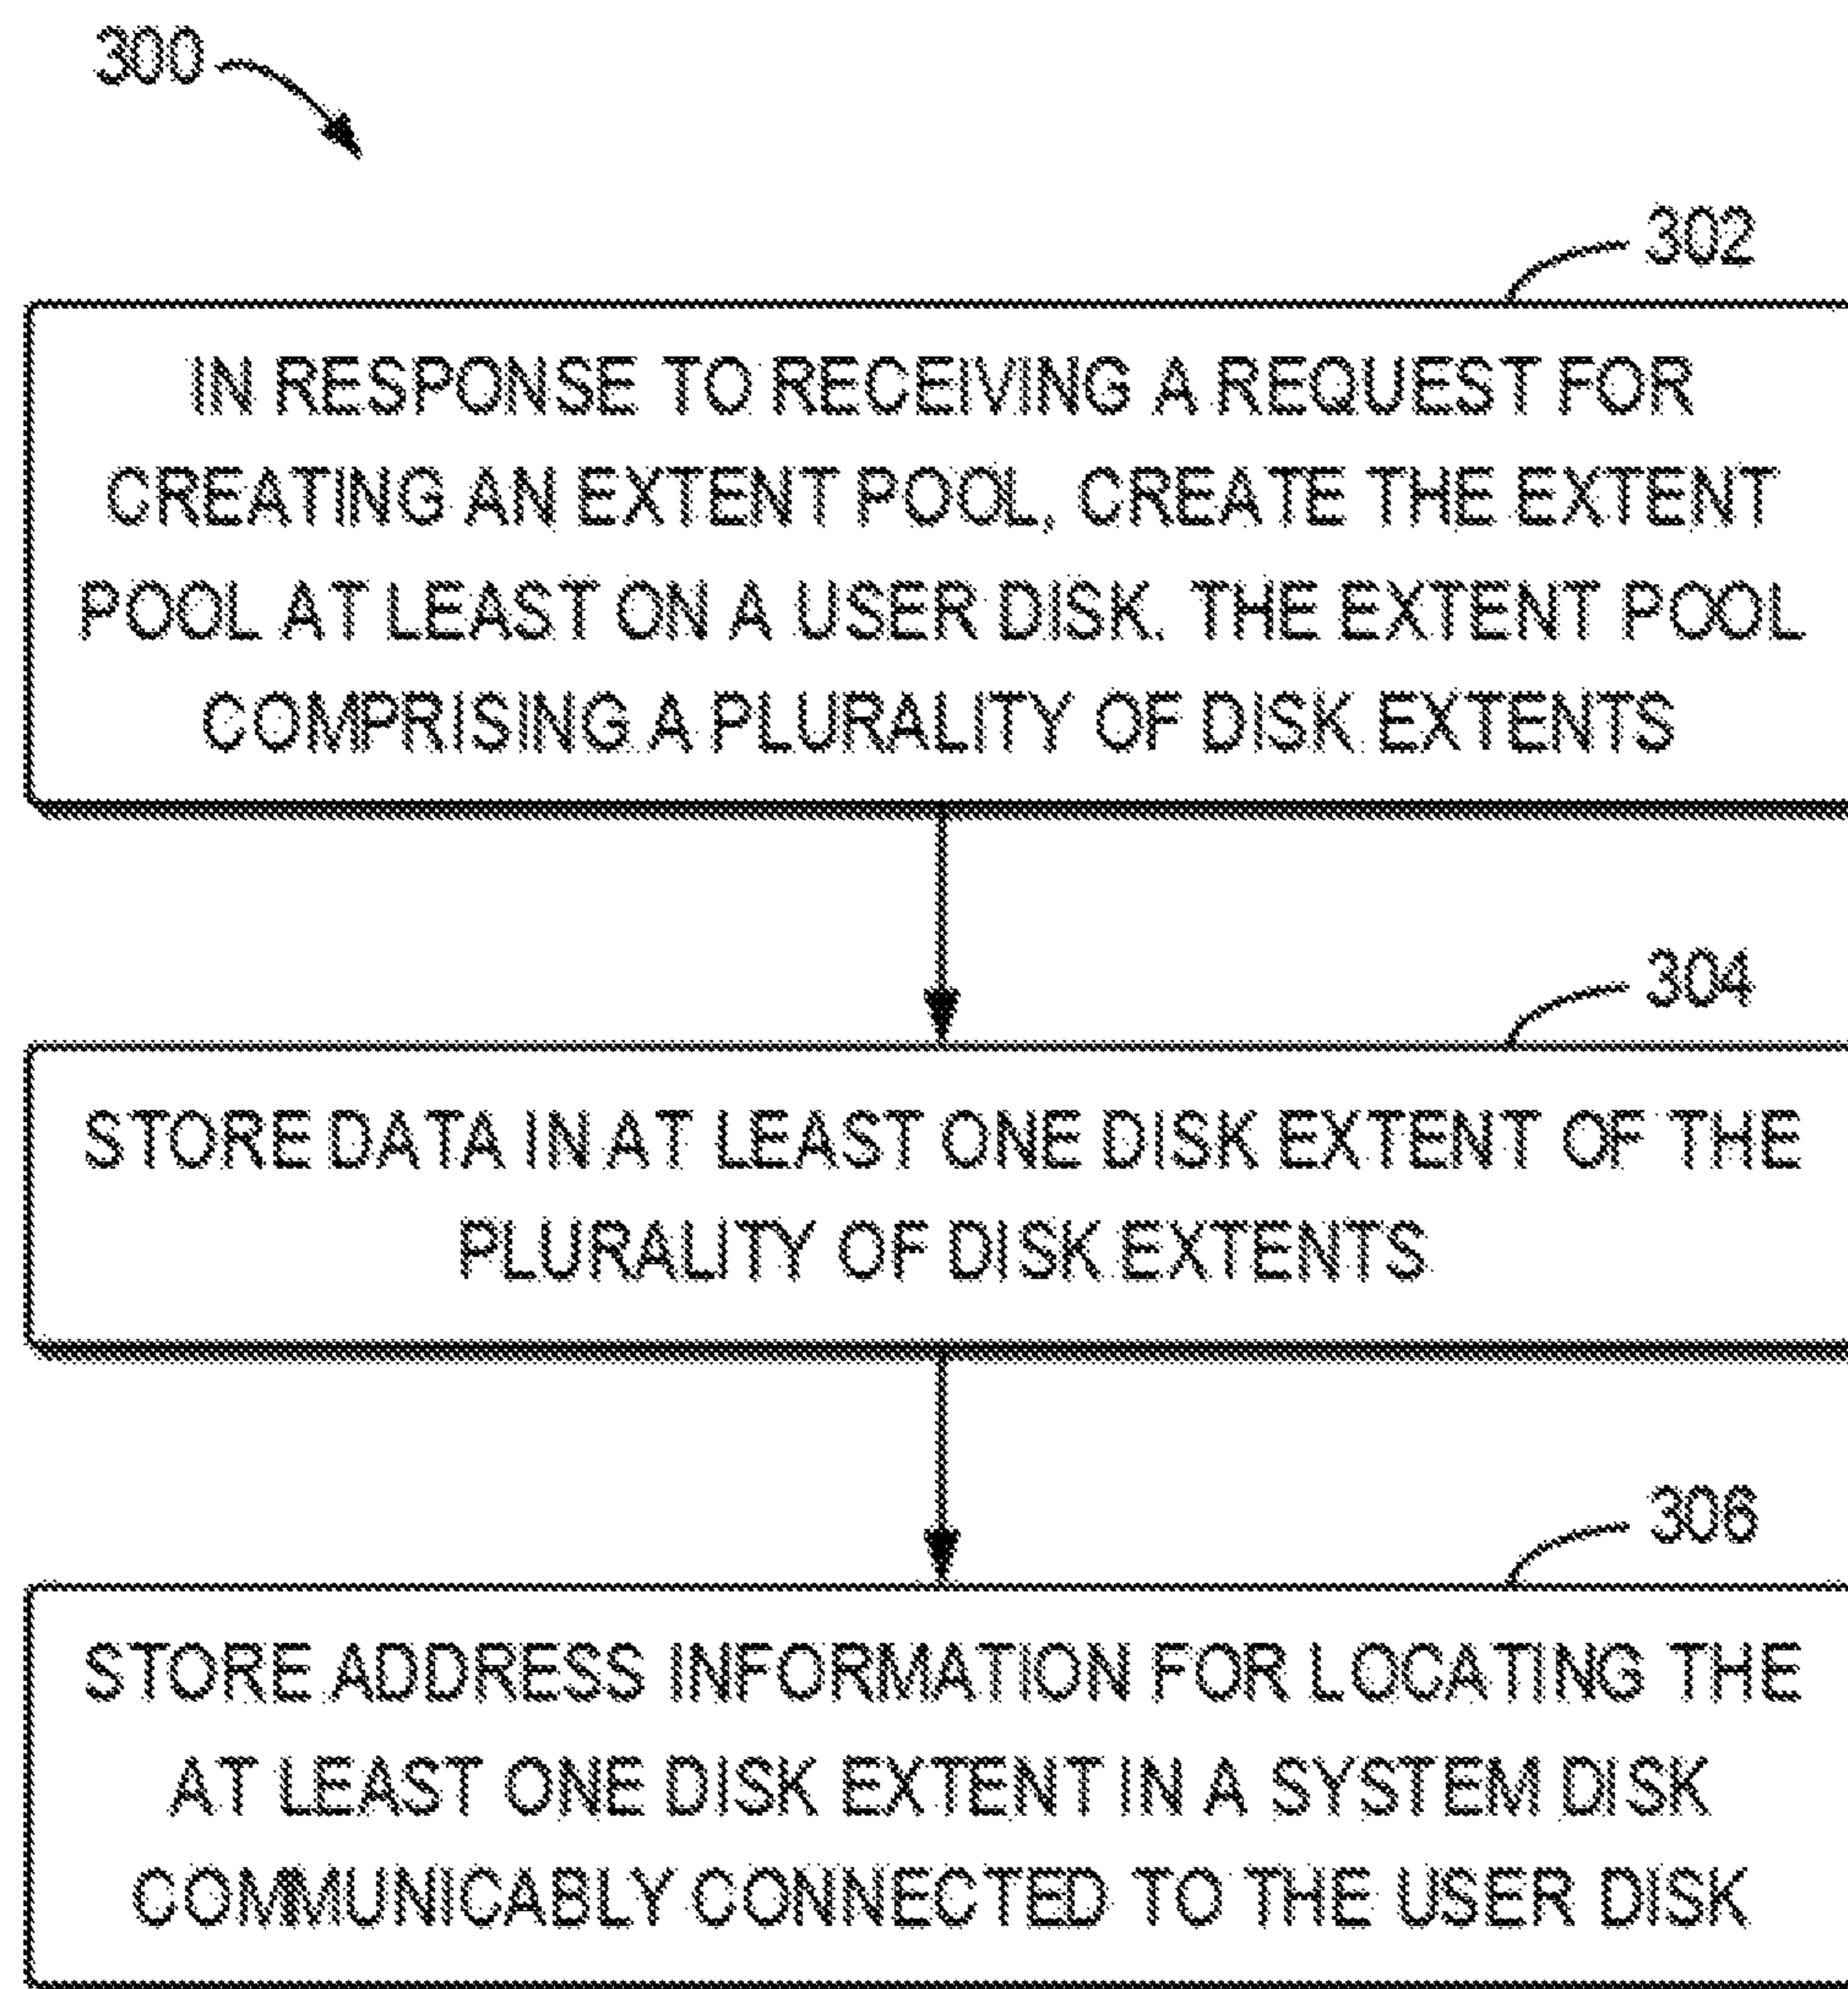 300
302
IN RESPONSE TO RECEIVING A REQUEST FOR
CREATING AN EXTENT POOL, CREATE THE EXTENT
POOL AT LEAST ON A USER DISK. THE EXTENT POOL
COMPRISING A PLURALITY OF DISK EXTENTS
304
STORE DATA IN AT LEAST ONE DISK EXTENT OF THE
PLURALITY OF DISK EXTENTS
306
STORE ADDRESS INFORMATION FOR LOCATING THE
AT LEAST ONE DISK EXTENT IN A SYSTEM DISK
COMMUNICABLY CONNECTED TO THE USER DISK